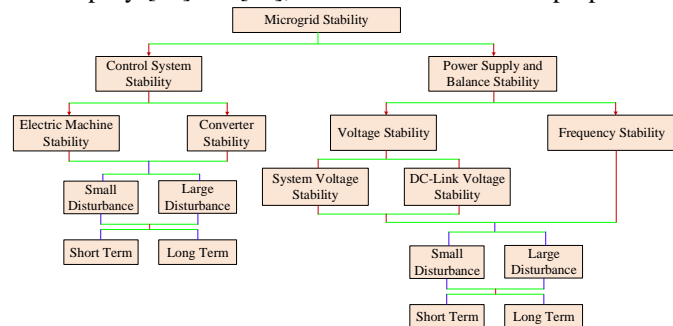 Microgrid Stability
Control System
Stability
Power Supply and
Balance Stability
Electric Machine
Stability
Converter
Stability
Voltage Stability
Frequency Stability
System Voltage
Stability
DC-Link Voltage
Stability
Small
Disturbance
Large
Disturbance
Short Term
Long Term
Small
Disturbance
Large
Disturbance
Short Term
Long Term